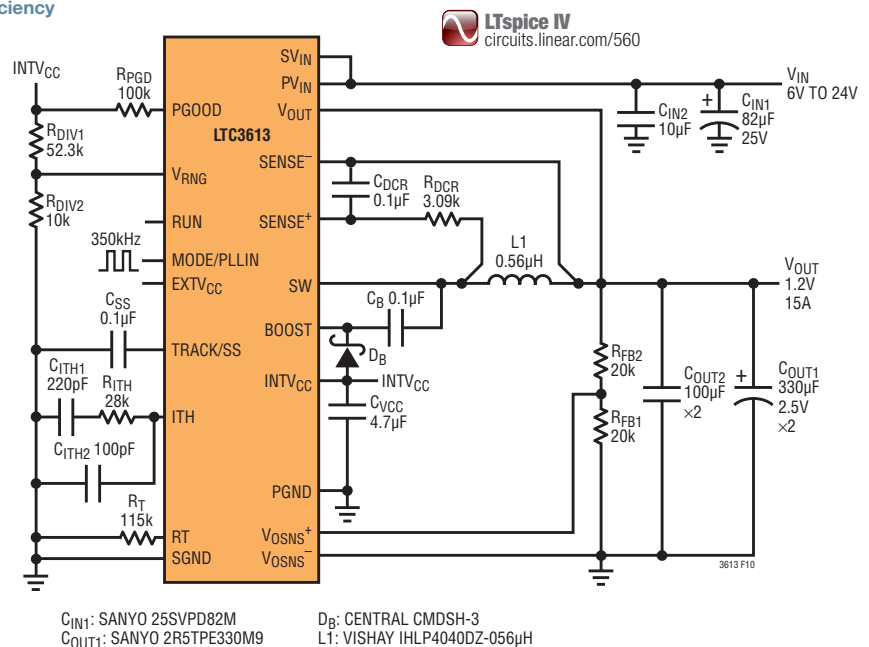 ciency
LTspice IV
circuits.linear.com/560
INTVCC
RPGD
100k
PGOOD
SVIN
PVIN
VIN
6V TO 24V
VOUT
CIN2
10µF
+
CIN1
82µF
25V
RDIV1
52.3k
LTC3613
SENSE–
VRNG
CDCR
0.1µF
RDCR
3.09k
RDIV2
10k
RUN
SENSE+
350kHz
MODE/PLLIN
L1
0.56µH
EXTVCC
SW
VOUT
1.2V
15A
CSS
0.1µF
CB 0.1µF
BOOST
TRACK/SS
DB
CITH1
220pF
RITH
28k
INTVCC
INTVCC
RFB2
20k
COUT2
100µF
×2
+
COUT1
330µF
2.5V
×2
ITH
CVCC
4.7µF
RFB1
20k
CITH2 100pF
PGND
RT
115k
RT
VOSNS+
SGND
VOSNS–
3613 F10
CIN1: SANYO 25SVPD82M
COUT1: SANYO 2R5TPE330M9
DB: CENTRAL CMDSH-3
L1: VISHAY IHLP4040DZ-056µH